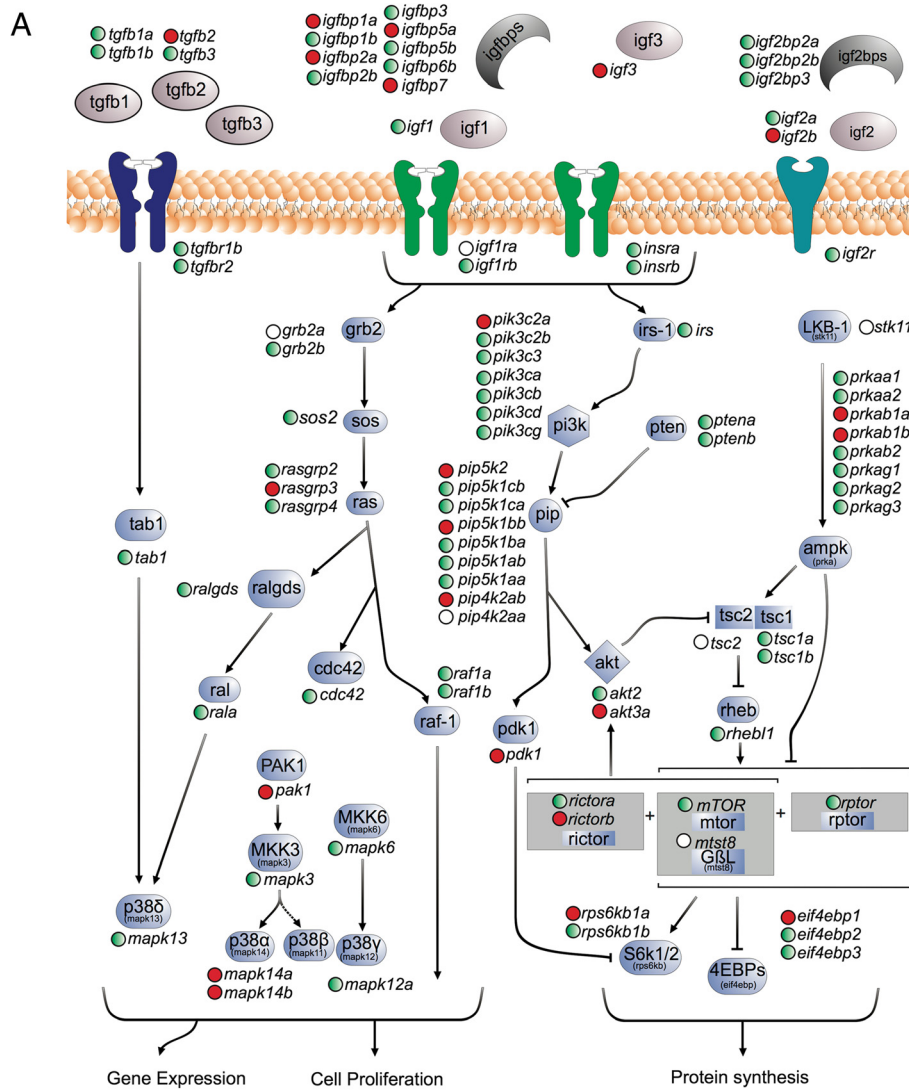 A
tgfb1a
tgfb1b
tgfb2
tgfb3
tgfb1
tgfb2
tgfb3
igfbp1a
igfbp1b
igfbp2a
igfbp2b
igfbp3
igfbp5a
igfbp5b
igfbp6b
igfbp7
igfbps
igf1
igf1
igf3
igf3
igf2bp2a
igf2bp2b
igf2bp3
igf2bps
igf2a
igf2b
igf2
tgfbr1b
tgfbr2
igf1ra
igf1rb
insra
insrb
igf2r
grb2a
grb2b
grb2
pik3c2a
pik3c2b
pik3c3
pik3ca
pik3cb
pik3cd
pik3cg
irs-1
irs
LKB-1
(stk11)
stk11
sos2
sos
pi3k
pten
ptena
ptenb
prkaa1
prkaa2
prkab1a
prkab1b
prkab2
prkag1
prkag2
prkag3
rasgrp2
rasgrp3
rasgrp4
ras
pip5k2
pip5k1cb
pip5k1ca
pip5k1bb
pip5k1ba
pip5k1ab
pip5k1aa
pip4k2ab
pip4k2aa
pip
tab1
tab1
ampk
(prka)
ralgds
ralgds
tsc2
tsc1
tsc2
tsc1a
tsc1b
cdc42
cdc42
raf1a
raf1b
raf-1
akt
akt2
akt3a
ral
rala
rheb
rhebl1
pdk1
pdk1
PAK1
pak1
rictora
rictorb
rictor
+
mTOR
mtor
mtst8
GßL
(mtst8)
+
rptor
rptor
MKK3
(mapk3)
mapk3
MKK6
(mapk6)
mapk6
p38δ
(mapk13)
mapk13
p38α
(mapk14)
p38β
(mapk11)
p38γ
(mapk12)
mapk14a
mapk14b
mapk12a
rps6kb1a
rps6kb1b
S6k1/2
(rps6kb)
4EBPs
(eif4ebp)
eif4ebp1
eif4ebp2
eif4ebp3
Gene Expression
Cell Proliferation
Protein synthesis